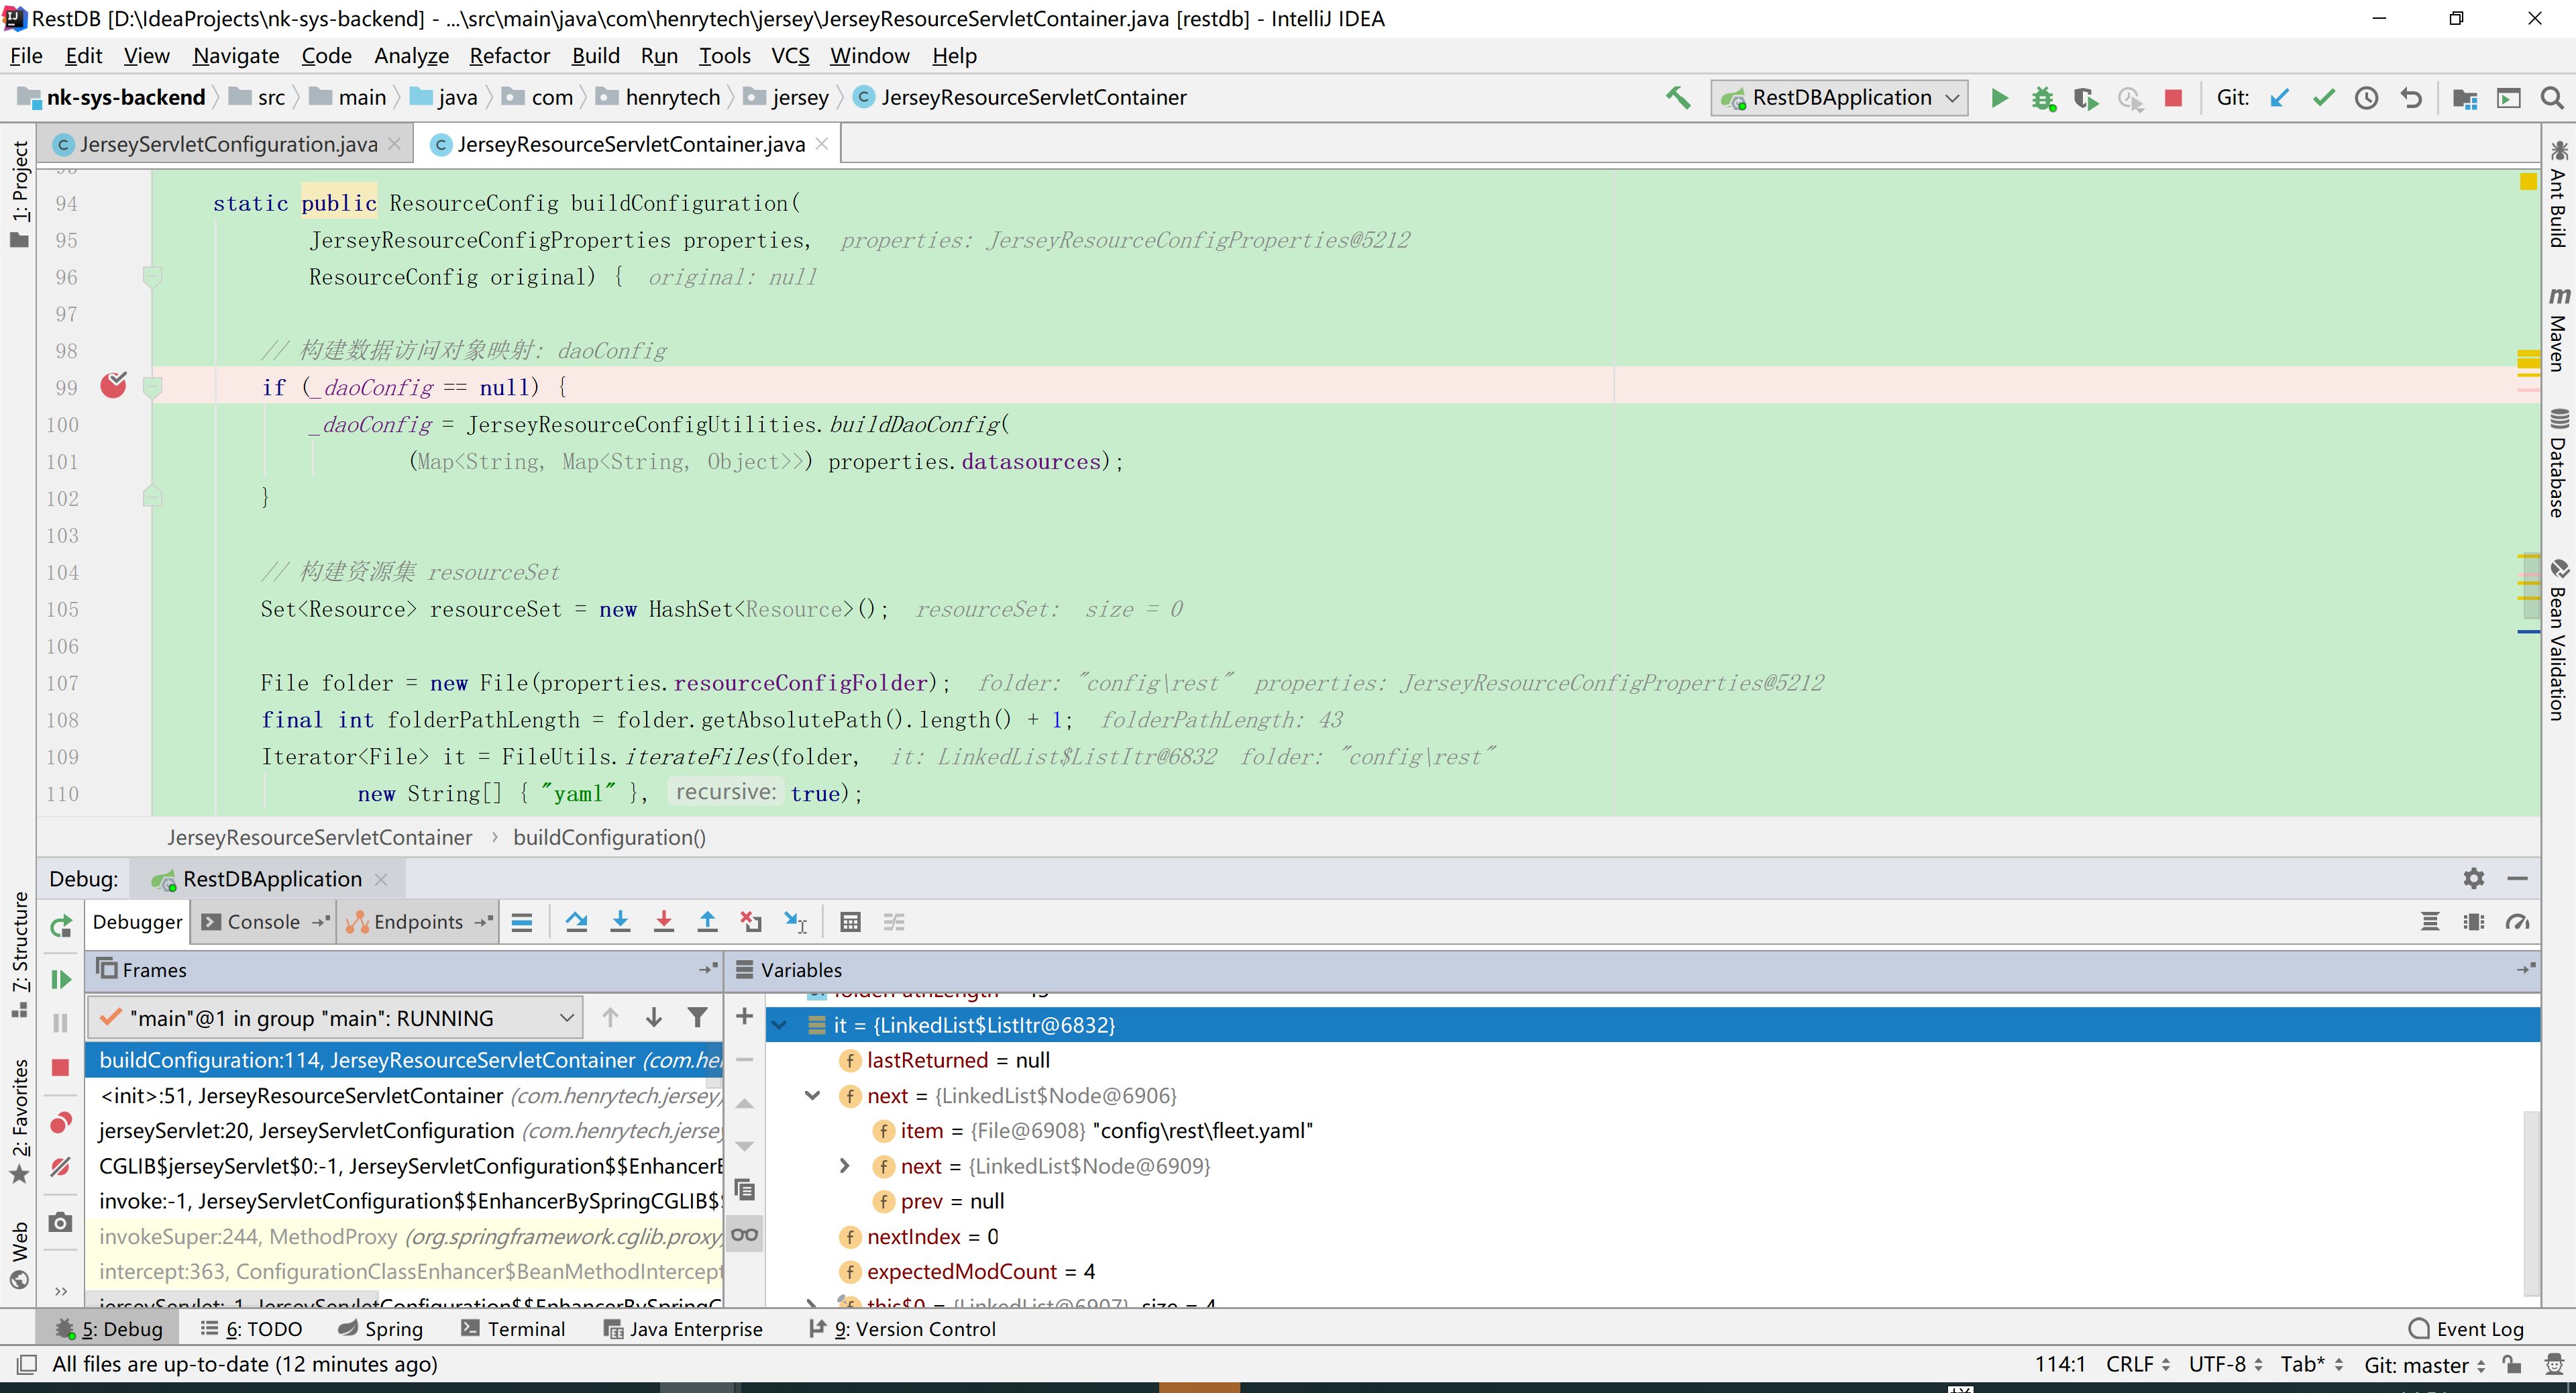 RestDB [D:\IdeaProjects\nk-sys-backend] - ...\src\main\java\com\henrytech\jersey\JerseyResourceServletContainer.java [restdb] - IntelliJ IDEA
File Edit View Navigate Code Analyze Refactor Build Run Tools VCS Window Help
nk-sys-backend src main java com henrytech jersey JerseyResourceServletContainer RestDBApplication Git:
JerseyServletConfiguration.java JerseyResourceServletContainer.java
94 static public ResourceConfig buildConfiguration(
95 JerseyResourceConfigProperties properties, properties: JerseyResourceConfigProperties@5212
96 ResourceConfig original) { original: null
97
98 // 构建数据访问对象映射: daoConfig
99 if (_daoConfig == null) {
100 _daoConfig = JerseyResourceConfigUtilities.buildDaoConfig(
101 (Map<String, Map<String, Object>>) properties.datasources);
102 }
103
104 // 构建资源集 resourceSet
105 Set<Resource> resourceSet = new HashSet<Resource>(); resourceSet: size = 0
106
107 File folder = new File(properties.resourceConfigFolder); folder: "config\rest" properties: JerseyResourceConfigProperties@5212
108 final int folderPathLength = folder.getAbsolutePath().length() + 1; folderPathLength: 43
109 Iterator<File> it = FileUtils.iterateFiles(folder, it: LinkedList$ListItr@6832 folder: "config\rest"
110 new String[] { "yaml" }, recursive: true);
JerseyResourceServletContainer › buildConfiguration()
Debug: RestDBApplication
Debugger Console Endpoints
Frames
"main"@1 in group "main": RUNNING
buildConfiguration:114, JerseyResourceServletContainer (com.he
<init>:51, JerseyResourceServletContainer (com.henrytech.jersey)
jerseyServlet:20, JerseyServletConfiguration (com.henrytech.jerse
CGLIB$jerseyServlet$0:-1, JerseyServletConfiguration$$EnhancerB
invoke:-1, JerseyServletConfiguration$$EnhancerBySpringCGLIB$
invokeSuper:244, MethodProxy (org.springframework.cglib.proxy
intercept:363, ConfigurationClassEnhancer$BeanMethodIntercept
jerseyServlet:-1, JerseyServletConfiguration$$EnhancerBySpringC
Variables
folderPathLength = 43
it = {LinkedList$ListItr@6832}
lastReturned = null
next = {LinkedList$Node@6906}
item = {File@6908} "config\rest\fleet.yaml"
next = {LinkedList$Node@6909}
prev = null
nextIndex = 0
expectedModCount = 4
this$0 = {LinkedList@6907} size = 4
1: Project
7: Structure
2: Favorites
Web
Ant Build
Maven
Database
Bean Validation
5: Debug 6: TODO Spring Terminal Java Enterprise 9: Version Control Event Log
All files are up-to-date (12 minutes ago) 114:1 CRLF UTF-8 Tab* Git: master